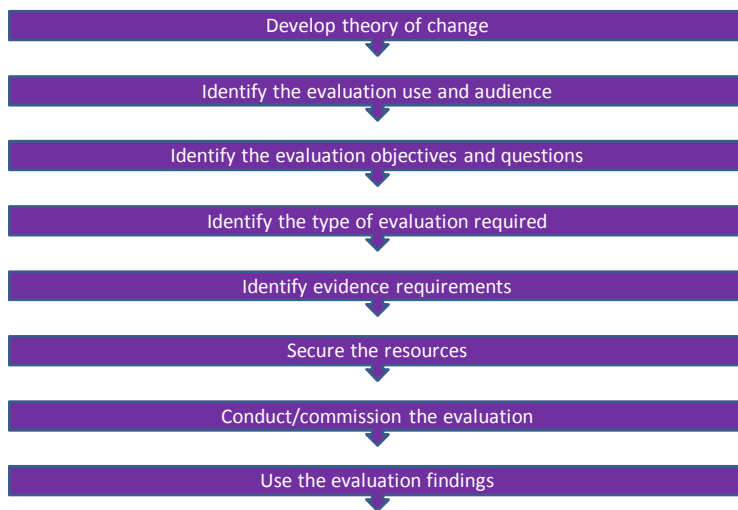 Develop theory of change
Identify the evaluation use and audience
Identify the evaluation objectives and questions
Identify the type of evaluation required
Identify evidence requirements
Secure the resources
Conduct/commission the evaluation
Use the evaluation findings